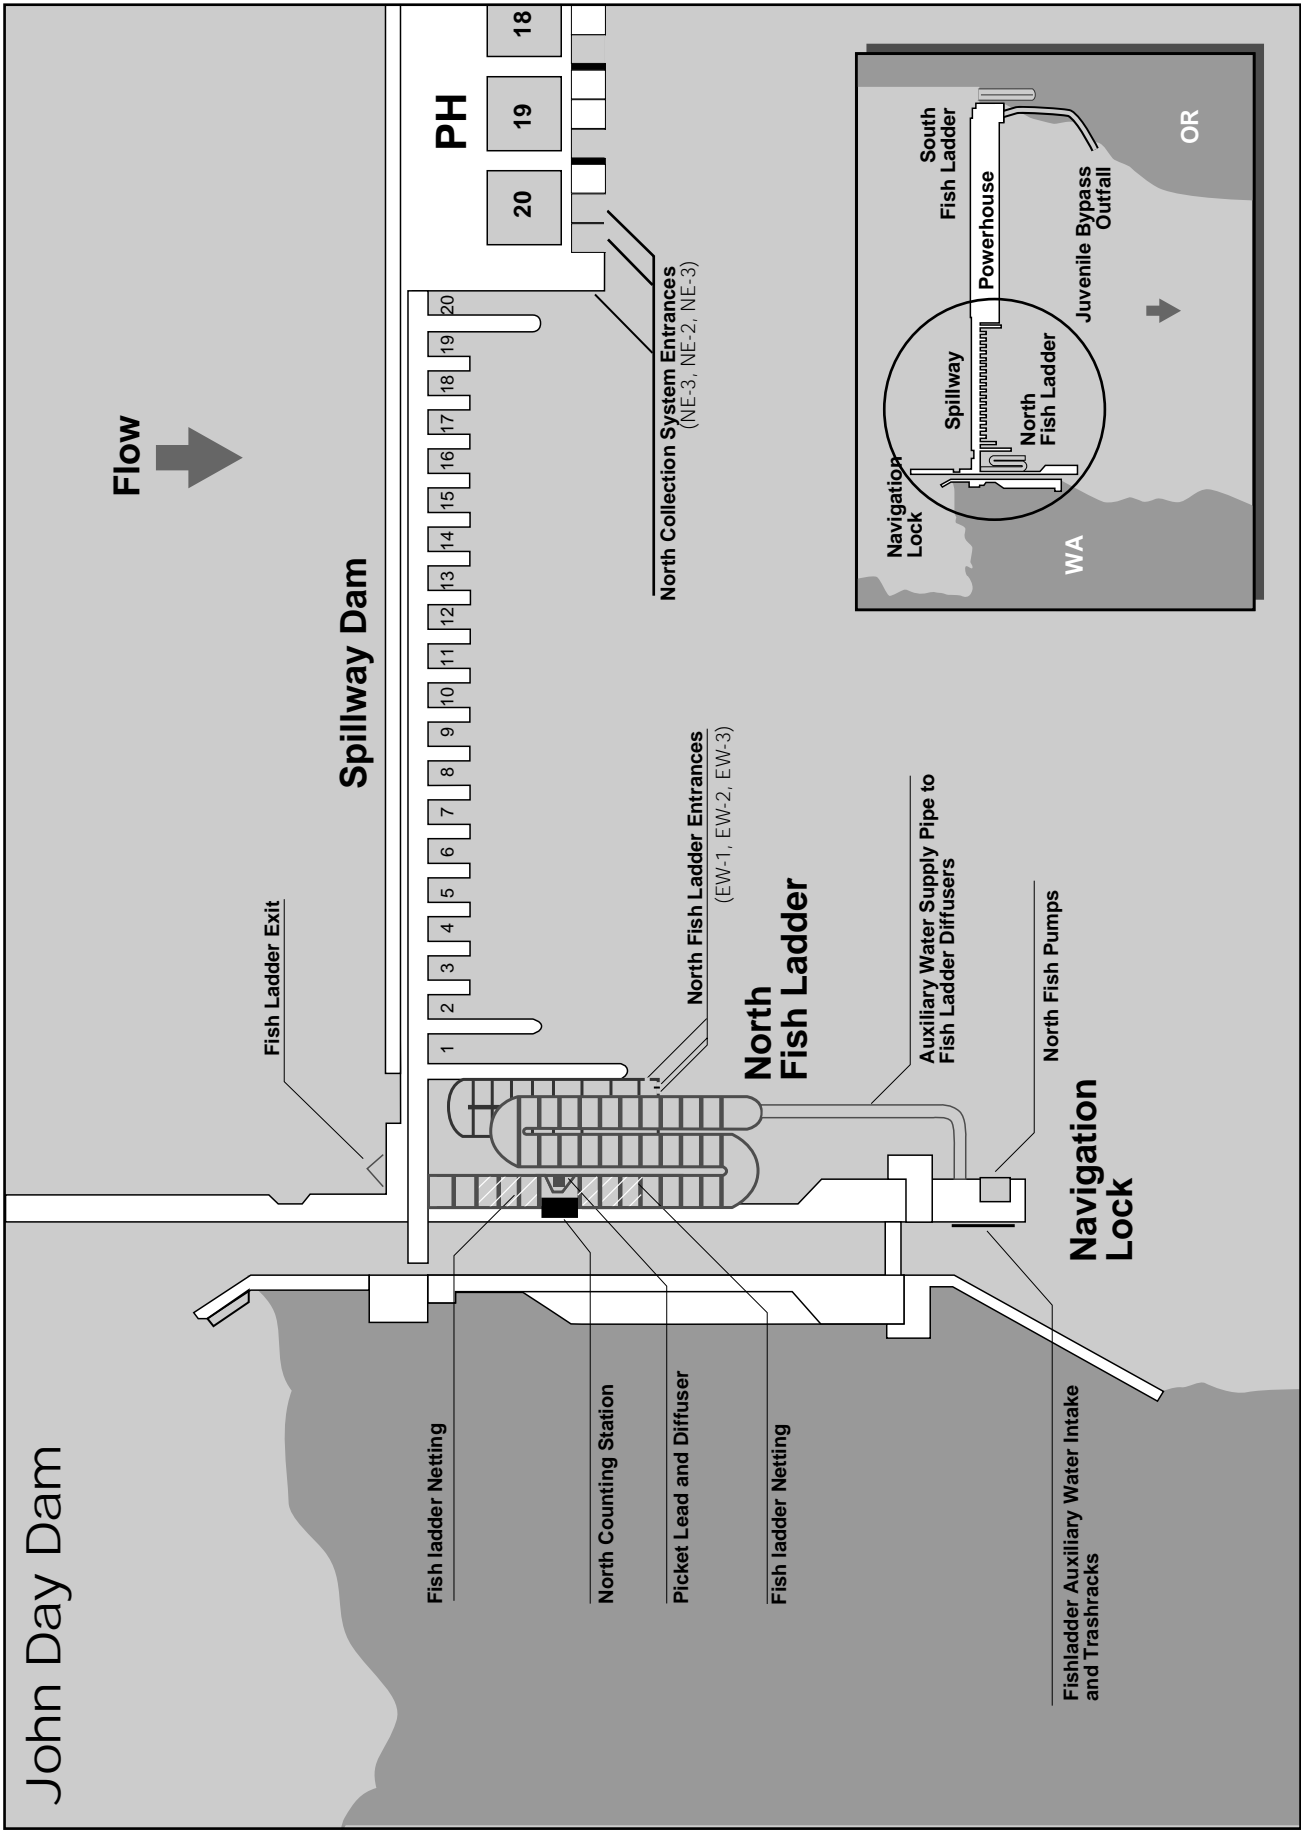 John Day Dam
Flow
Spillway Dam
PH
18
19
20
Fish Ladder Exit
1
2
3
4
5
6
7
8
9
10
11
12
13
14
15
16
17
18
19
20
North Collection System Entrances
(NE-3, NE-2, NE-3)
North Fish Ladder Entrances
(EW-1, EW-2, EW-3)
North
Fish Ladder
Auxiliary Water Supply Pipe to
Fish Ladder Diffusers
North Fish Pumps
Navigation
Lock
Fish ladder Netting
North Counting Station
Picket Lead and Diffuser
Fish ladder Netting
Fishladder Auxiliary Water Intake
and Trashracks
Navigation
Lock
Spillway
North
Fish Ladder
Powerhouse
South
Fish Ladder
Juvenile Bypass
Outfall
WA
OR